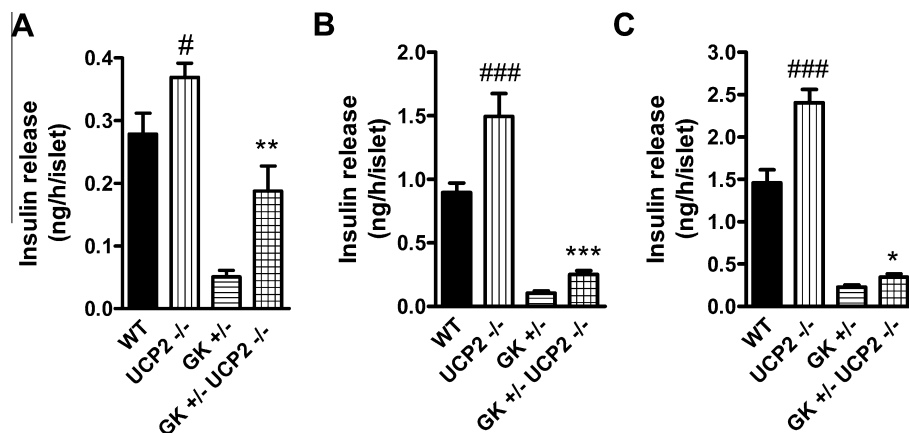 A
Insulin release
(ng/h/islet)
0.4
0.3
0.2
0.1
0.0
#
**
WT
UCP2 -/-
GK +/-
GK +/- UCP2 -/-
B
Insulin release
(ng/h/islet)
2.0
1.5
1.0
0.5
0.0
###
***
WT
UCP2 -/-
GK +/-
GK +/- UCP2 -/-
C
Insulin release
(ng/h/islet)
3.0
2.5
2.0
1.5
1.0
0.5
0.0
###
*
WT
UCP2 -/-
GK +/-
GK +/- UCP2 -/-